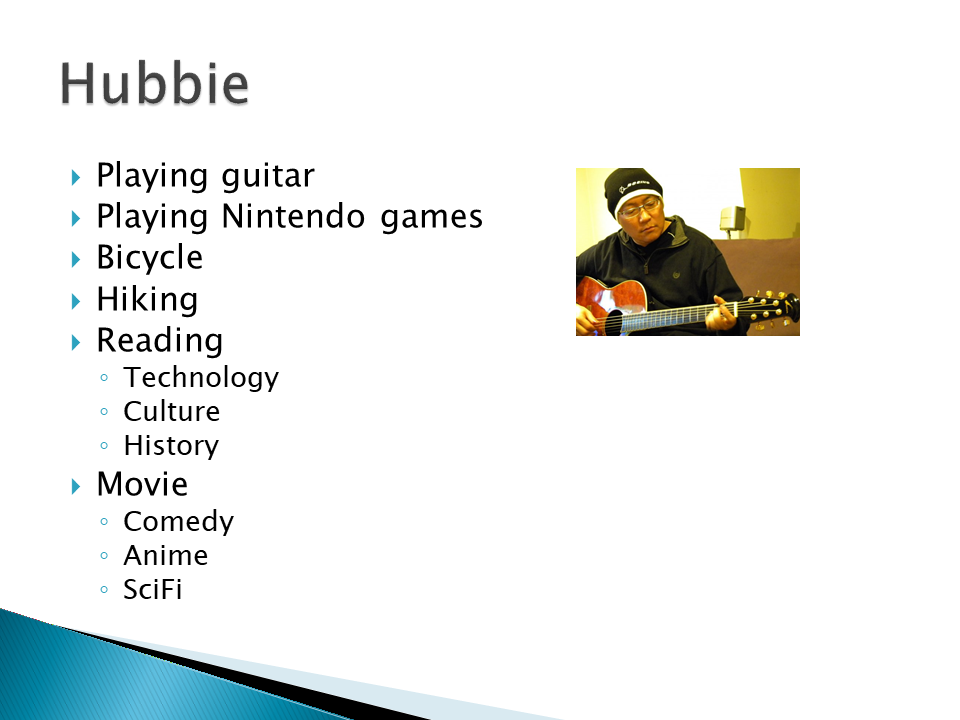 Hubbie
Playing guitar
Playing Nintendo games
Bicycle
Hiking
Reading
Technology
Culture
History
Movie
Comedy
Anime
SciFi